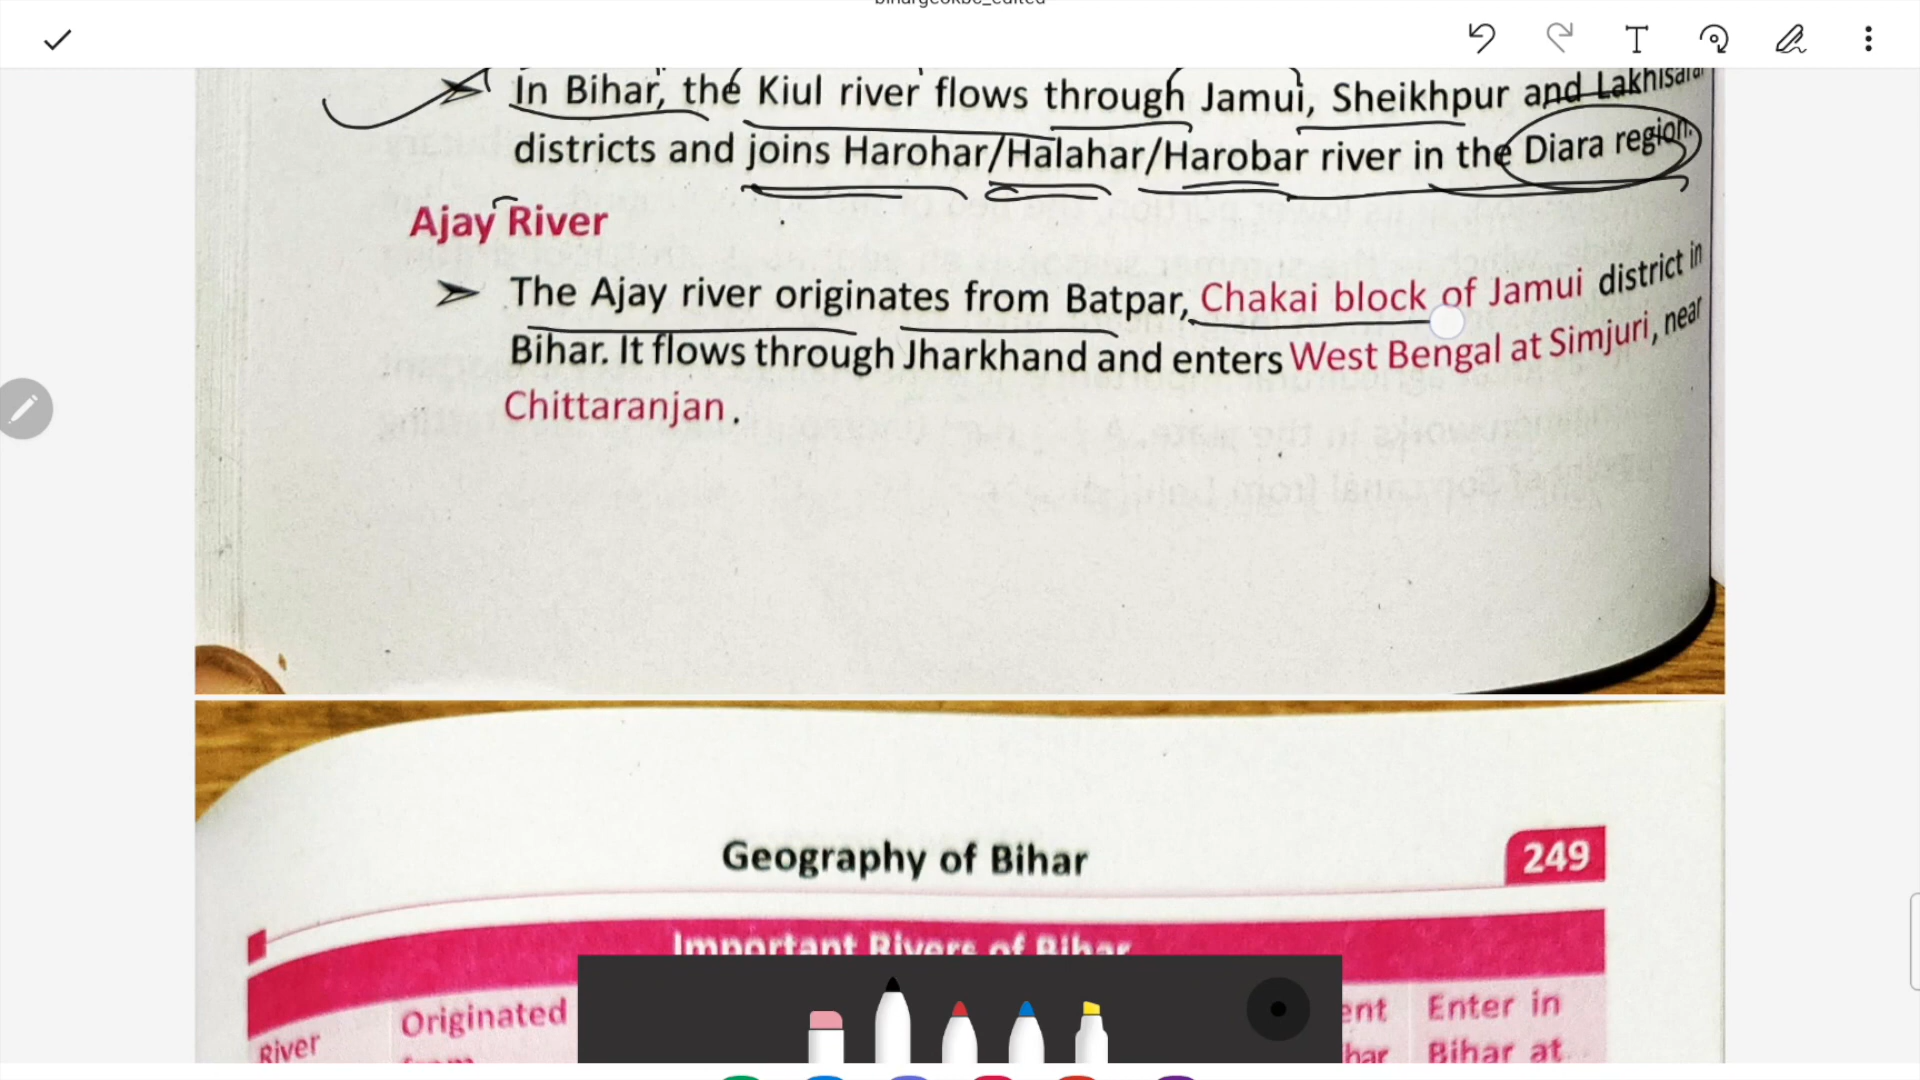 In Bihar, the Kiul river flows through Jamui, Sheikhpur and Lakhisarai
districts and joins Harohar/Halahar/Harobar river in the Diara region.
Ajay River
➢ The Ajay river originates from Batpar, Chakai block of Jamui district in
Bihar. It flows through Jharkhand and enters West Bengal at Simjuri, near
Chittaranjan.
Geography of Bihar
249
Important Rivers of Bihar
River
Originated
Enter in
Bihar at